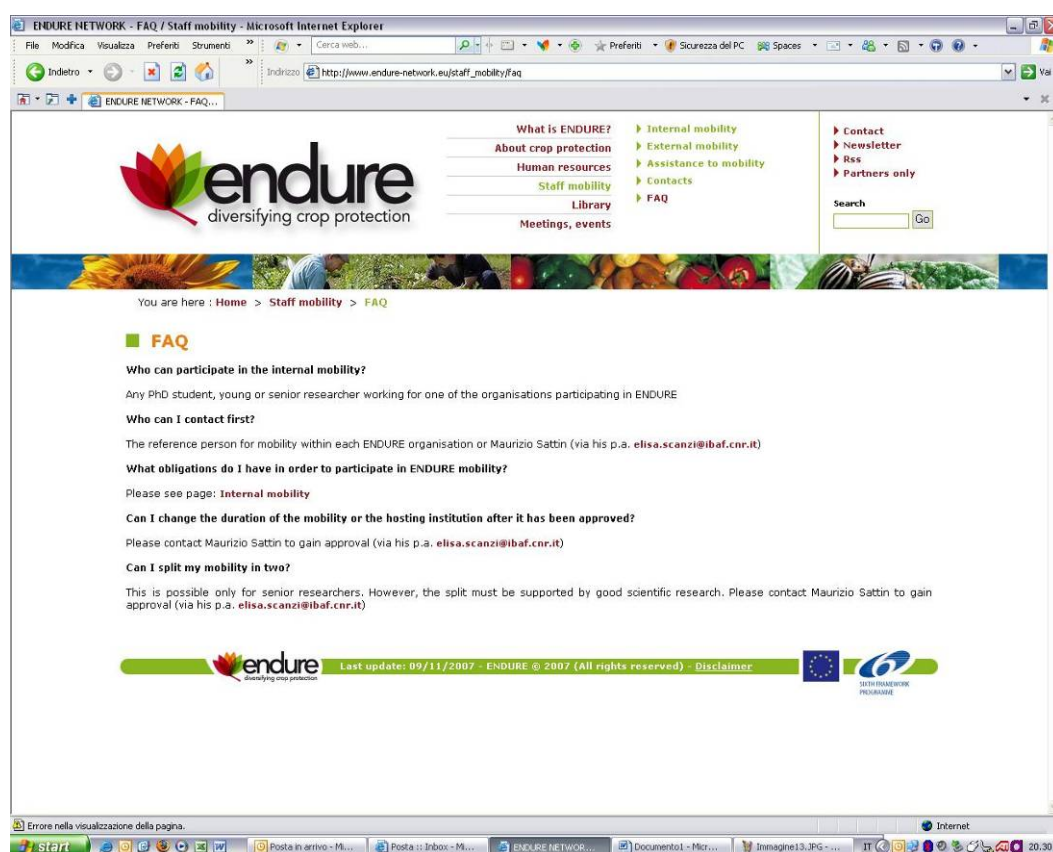 ENDURE NETWORK - FAQ / Staff mobility - Microsoft Internet Explorer
File Modifica Visualizza Preferiti Strumenti » Cerca web... Preferiti Sicurezza del PC Spaces
Indietro » Indirizzo http://www.endure-network.eu/staff_mobility/faq Vai
ENDURE NETWORK - FAQ...
What is ENDURE?
About crop protection
Human resources
Staff mobility
Library
Meetings, events
Internal mobility
External mobility
Assistance to mobility
Contacts
FAQ
Contact
Newsletter
Rss
Partners only
Search
Go
endure
diversifying crop protection
You are here : Home > Staff mobility > FAQ
FAQ
Who can participate in the internal mobility?
Any PhD student, young or senior researcher working for one of the organisations participating in ENDURE
Who can I contact first?
The reference person for mobility within each ENDURE organisation or Maurizio Sattin (via his p.a. elisa.scanzi@ibaf.cnr.it)
What obligations do I have in order to participate in ENDURE mobility?
Please see page: Internal mobility
Can I change the duration of the mobility or the hosting institution after it has been approved?
Please contact Maurizio Sattin to gain approval (via his p.a. elisa.scanzi@ibaf.cnr.it)
Can I split my mobility in two?
This is possible only for senior researchers. However, the split must be supported by good scientific research. Please contact Maurizio Sattin to gain
approval (via his p.a. elisa.scanzi@ibaf.cnr.it)
endure
diversifying crop protection
Last update: 09/11/2007 - ENDURE © 2007 (All rights reserved) - Disclaimer
SIXTH FRAMEWORK
PROGRAMME
Errore nella visualizzazione della pagina. Internet
start Posta in arrivo - Mi... Posta :: Inbox - M... ENDURE NETWOR... Documento1 - Micr... Immagine13.JPG - ... IT 20.30